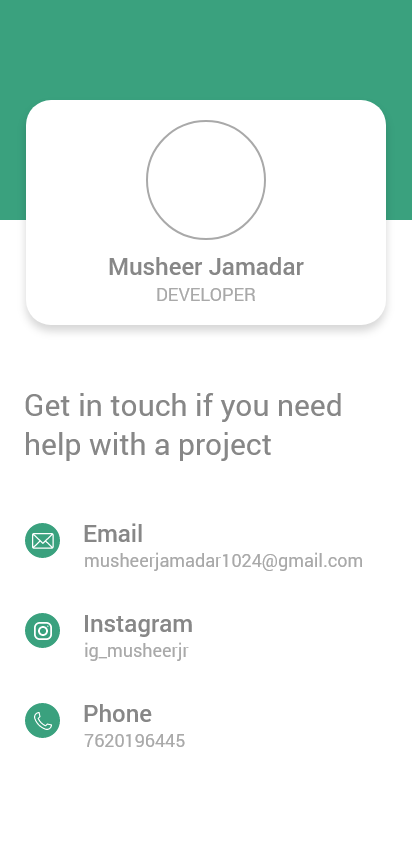 Musheer Jamadar
DEVELOPER
Get in touch if you need
help with a project
Email
musheerjamadar1024@gmail.com
Instagram
ig_musheerjr
Phone
7620196445